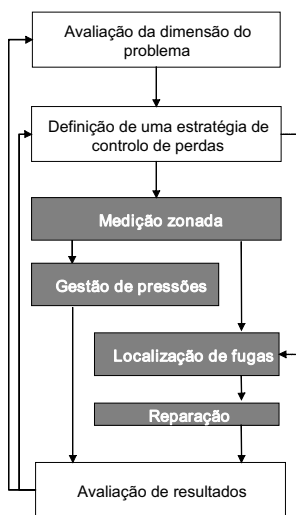 Avaliação da dimensão do
problema
Definição de uma estratégia de
controlo de perdas
Medição zonada
Gestão de pressões
Localização de fugas
Reparação
Avaliação de resultados